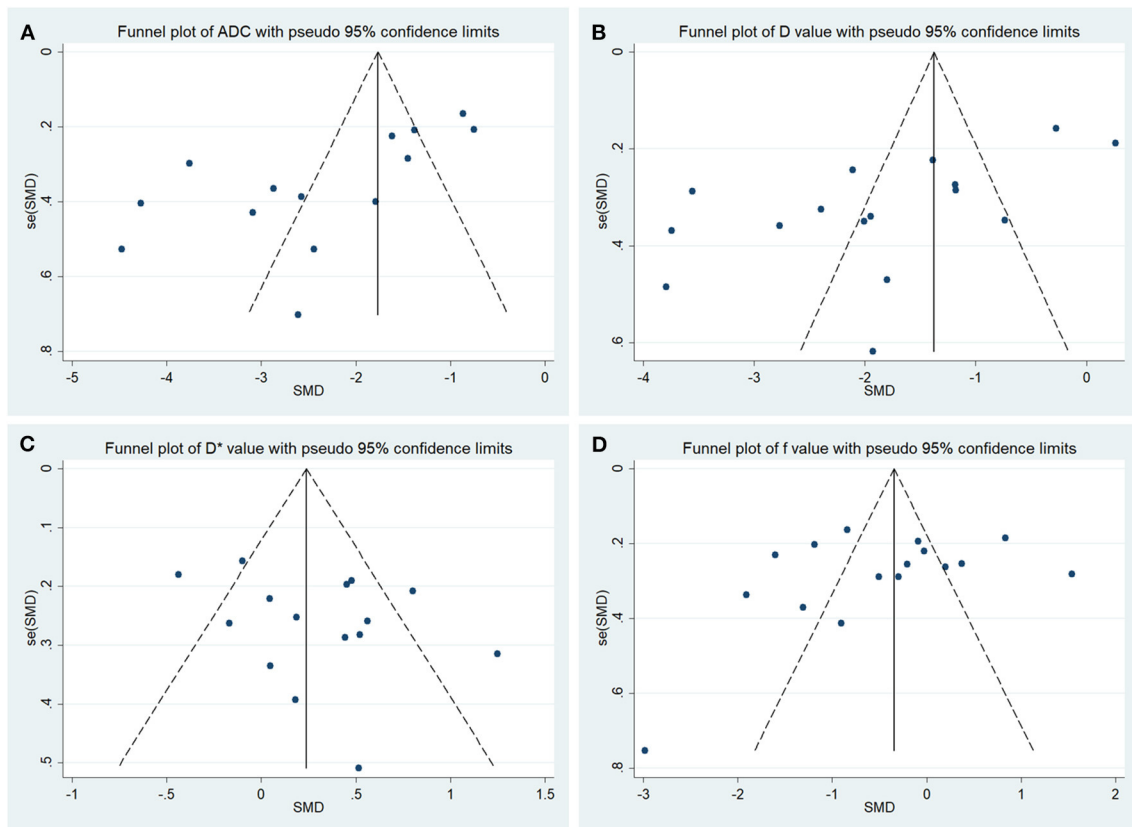 A
Funnel plot of ADC with pseudo 95% confidence limits
0
.2
.4
.6
.8
se(SMD)
-5
-4
-3
-2
-1
0
SMD
B
Funnel plot of D value with pseudo 95% confidence limits
0
.2
.4
.6
se(SMD)
-4
-3
-2
-1
0
SMD
C
Funnel plot of D* value with pseudo 95% confidence limits
0
.1
.2
.3
.4
.5
se(SMD)
-1
-.5
0
.5
1
1.5
SMD
D
Funnel plot of f value with pseudo 95% confidence limits
0
.2
.4
.6
.8
se(SMD)
-3
-2
-1
0
1
2
SMD